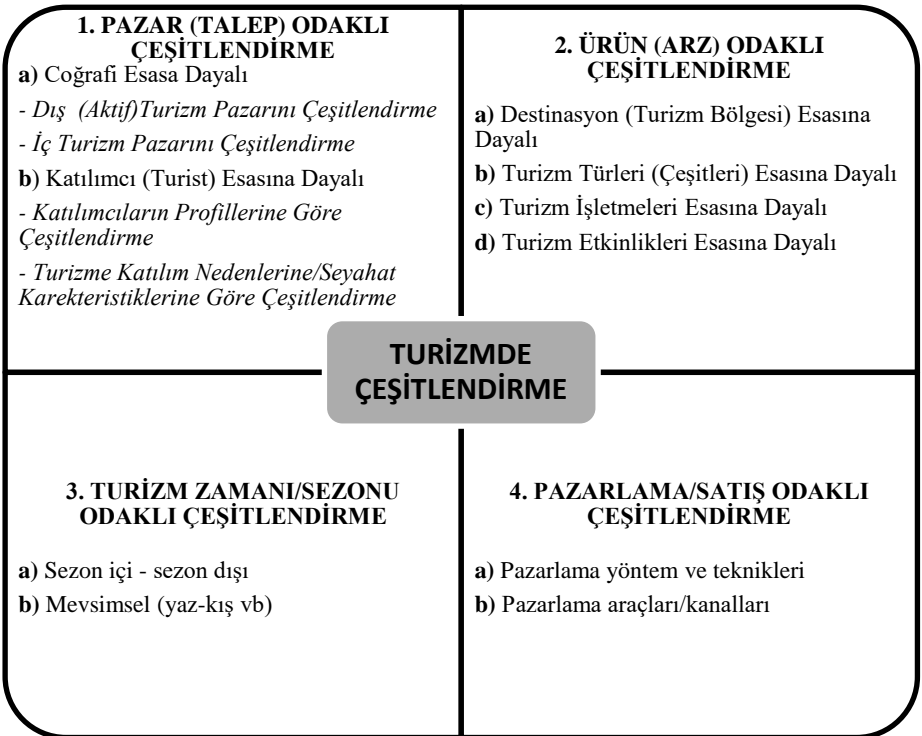 1. PAZAR (TALEP) ODAKLI
ÇEŞİTLENDİRME
a) Coğrafi Esasa Dayalı
- Dış (Aktif)Turizm Pazarını Çeşitlendirme
- İç Turizm Pazarını Çeşitlendirme
b) Katılımcı (Turist) Esasına Dayalı
- Katılımcıların Profillerine Göre
Çeşitlendirme
- Turizme Katılım Nedenlerine/Seyahat
Karekteristiklerine Göre Çeşitlendirme
2. ÜRÜN (ARZ) ODAKLI
ÇEŞİTLENDİRME
a) Destinasyon (Turizm Bölgesi) Esasına
Dayalı
b) Turizm Türleri (Çeşitleri) Esasına Dayalı
c) Turizm İşletmeleri Esasına Dayalı
d) Turizm Etkinlikleri Esasına Dayalı
TURİZMDE
ÇEŞİTLENDİRME
3. TURİZM ZAMANI/SEZONU
ODAKLI ÇEŞİTLENDİRME
a) Sezon içi - sezon dışı
b) Mevsimsel (yaz-kış vb)
4. PAZARLAMA/SATIŞ ODAKLI
ÇEŞİTLENDİRME
a) Pazarlama yöntem ve teknikleri
b) Pazarlama araçları/kanalları